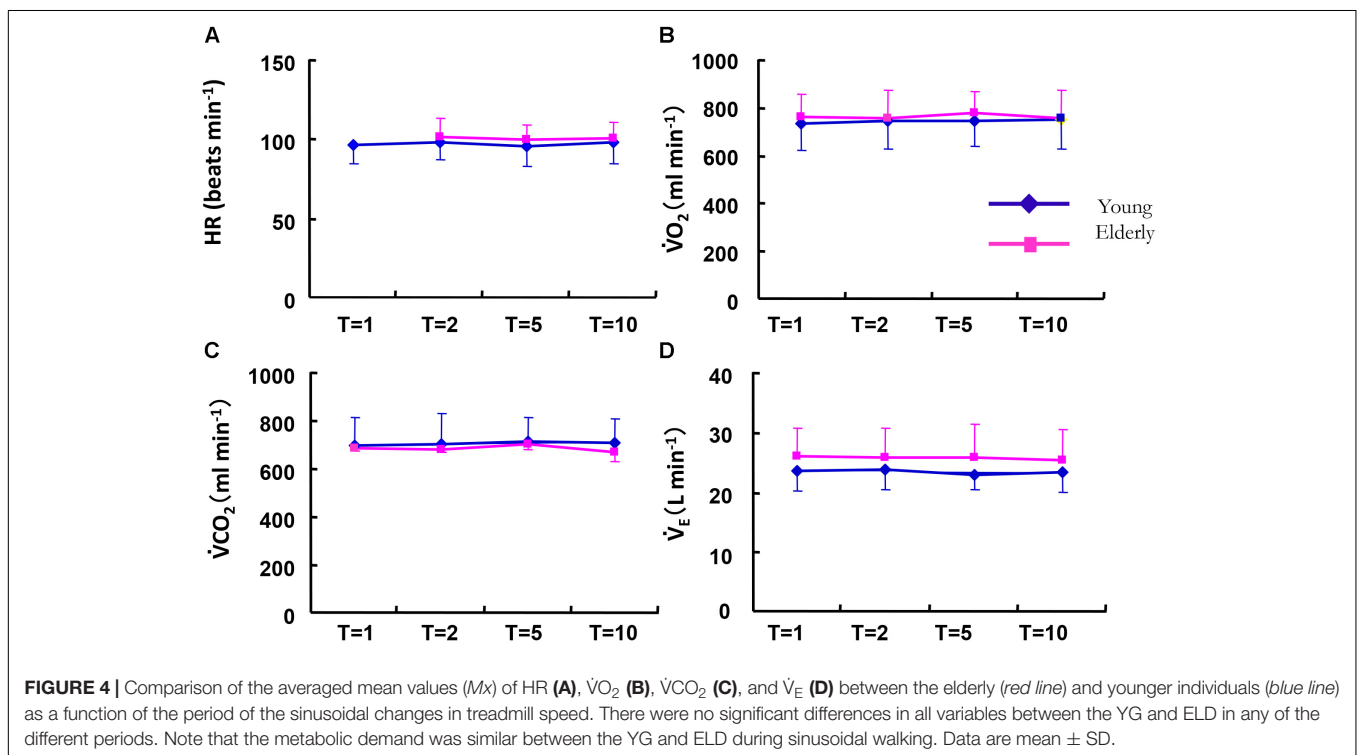 A
HR (beats min⁻¹)
150
100
50
0
T=1 T=2 T=5 T=10
B
V̇O₂ (ml min⁻¹)
1000
800
600
400
200
0
Young
Elderly
T=1 T=2 T=5 T=10
C
V̇CO₂ (ml min⁻¹)
1000
800
600
400
200
0
T=1 T=2 T=5 T=10
D
V̇E (L min⁻¹)
40
30
20
10
0
T=1 T=2 T=5 T=10
FIGURE 4 | Comparison of the averaged mean values (Mx) of HR (A), V̇O₂ (B), V̇CO₂ (C), and V̇E (D) between the elderly (red line) and younger individuals (blue line)
as a function of the period of the sinusoidal changes in treadmill speed. There were no significant differences in all variables between the YG and ELD in any of the
different periods. Note that the metabolic demand was similar between the YG and ELD during sinusoidal walking. Data are mean ± SD.